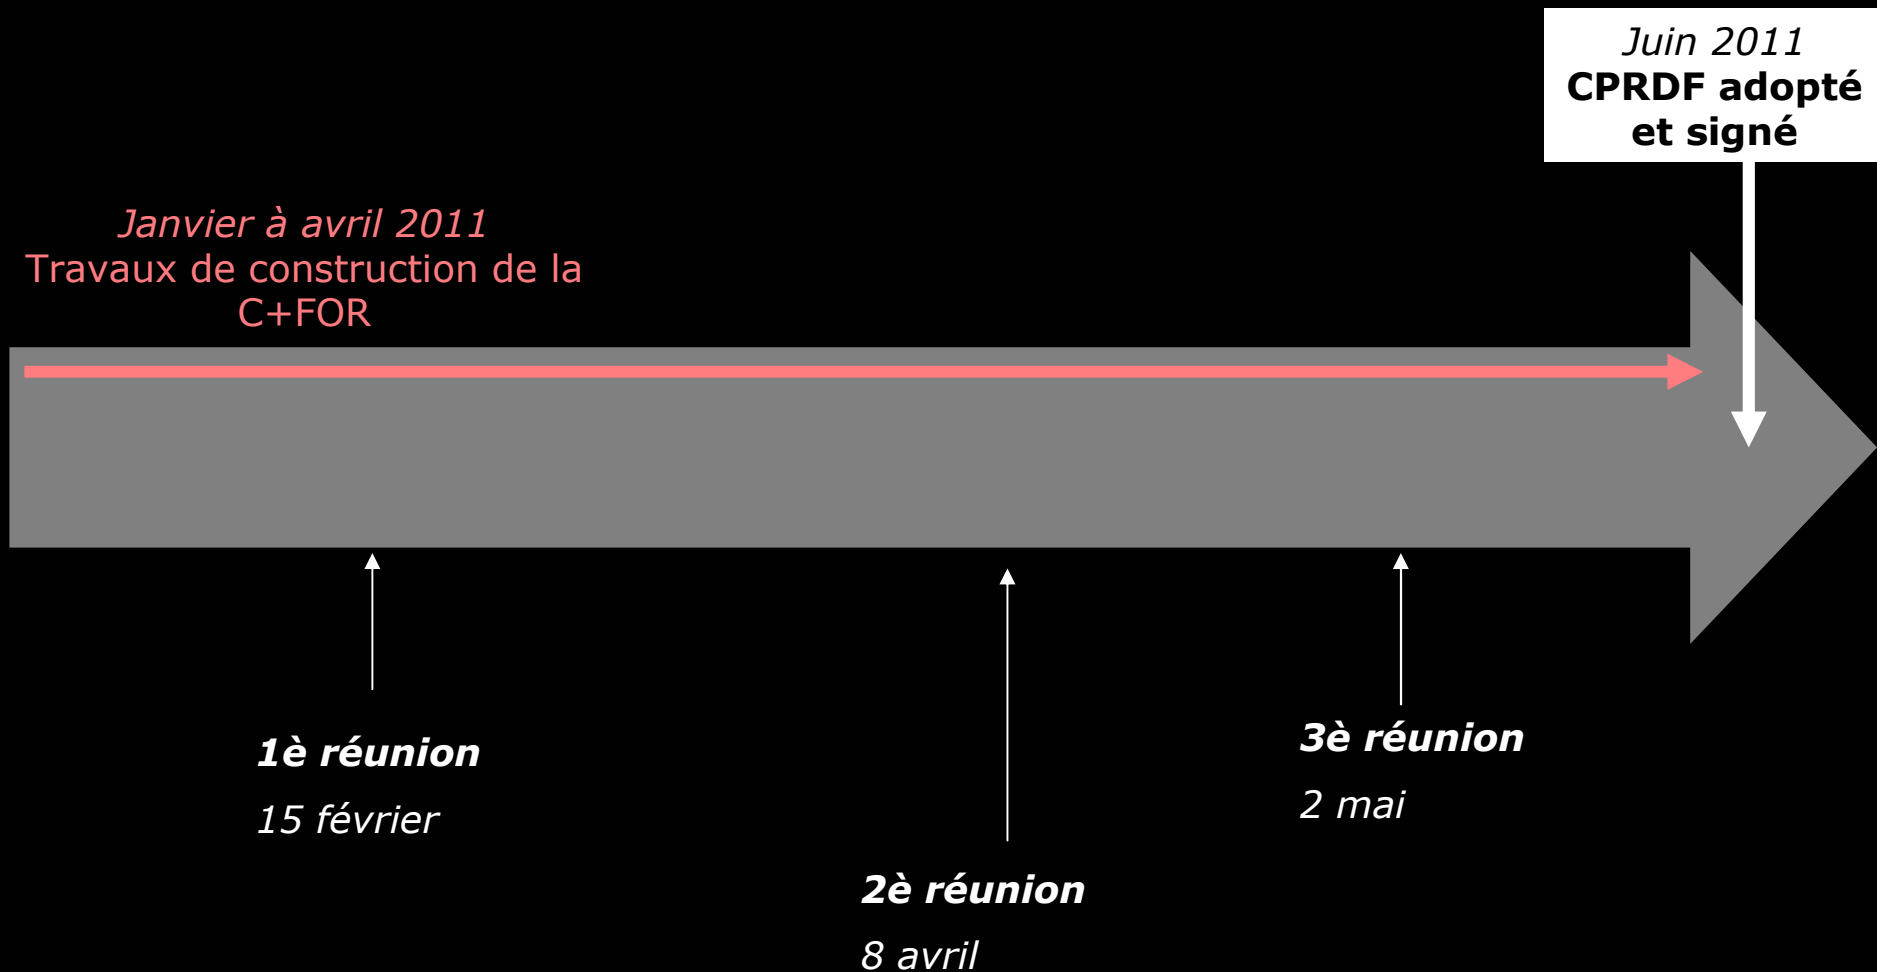 Juin 2011
CPRDF adopté
et signé
Janvier à avril 2011
Travaux de construction de la
C+FOR
1è réunion
15 février
2è réunion
8 avril
3è réunion
2 mai